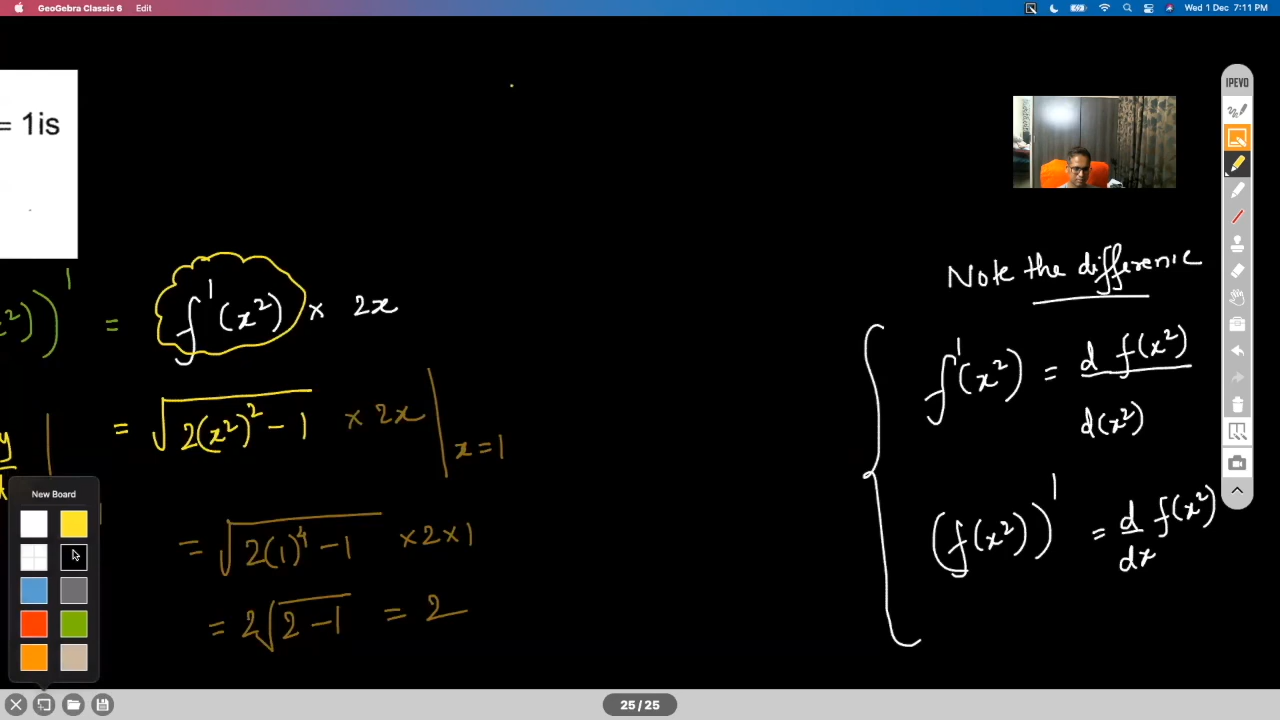 GeoGebra Classic 6 Edit
Wed 1 Dec 7:11 PM
IPEVO
= 1is
Note the difference
x²))' = f'(x²) × 2x
f'(x²) = d f(x²) / d(x²)
y
= √(2(x²)² - 1) × 2x | x = 1
(f(x²))' = d/dx f(x²)
New Board
= √(2(1)⁴ - 1) × 2 × 1
= 2√(2 - 1) = 2
25 / 25